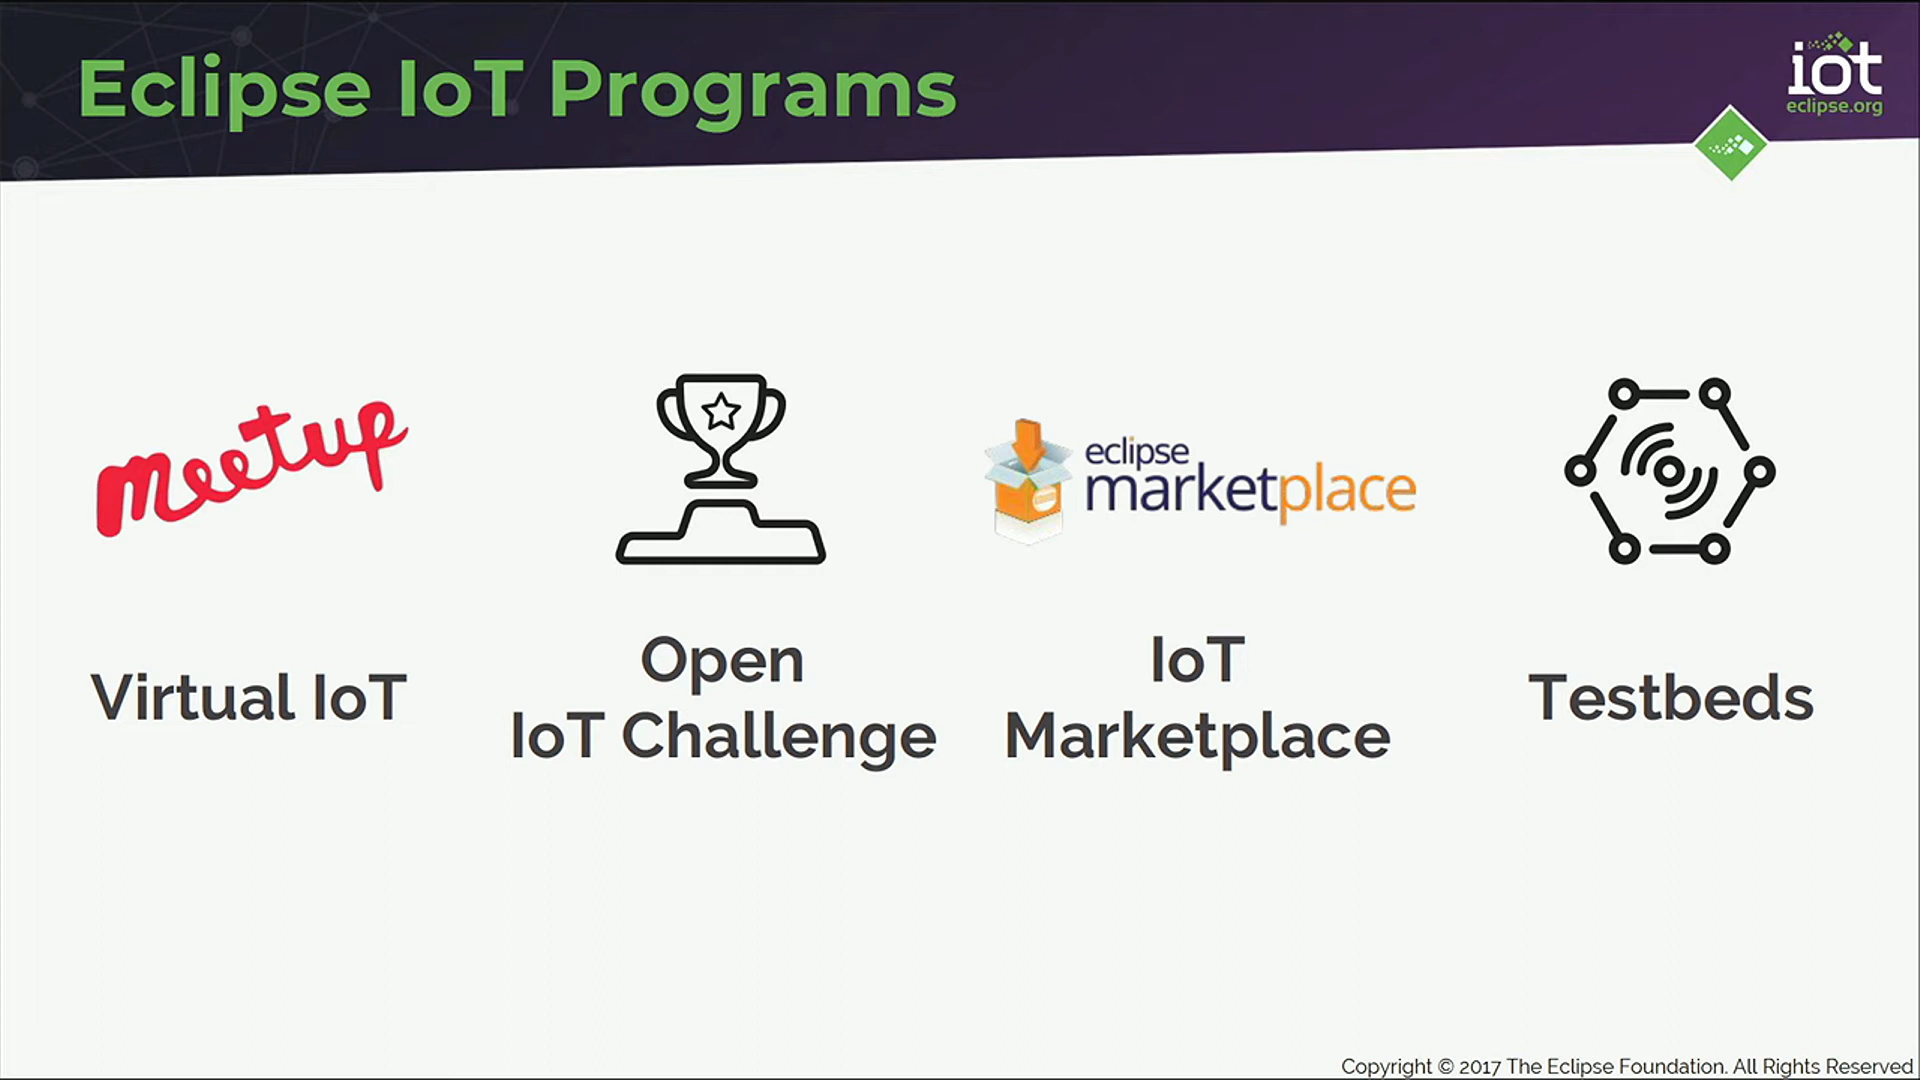 Eclipse IoT Programs
iot
eclipse.org
meetup
eclipse
marketplace
Virtual IoT
Open
IoT Challenge
IoT
Marketplace
Testbeds
Copyright © 2017 The Eclipse Foundation. All Rights Reserved